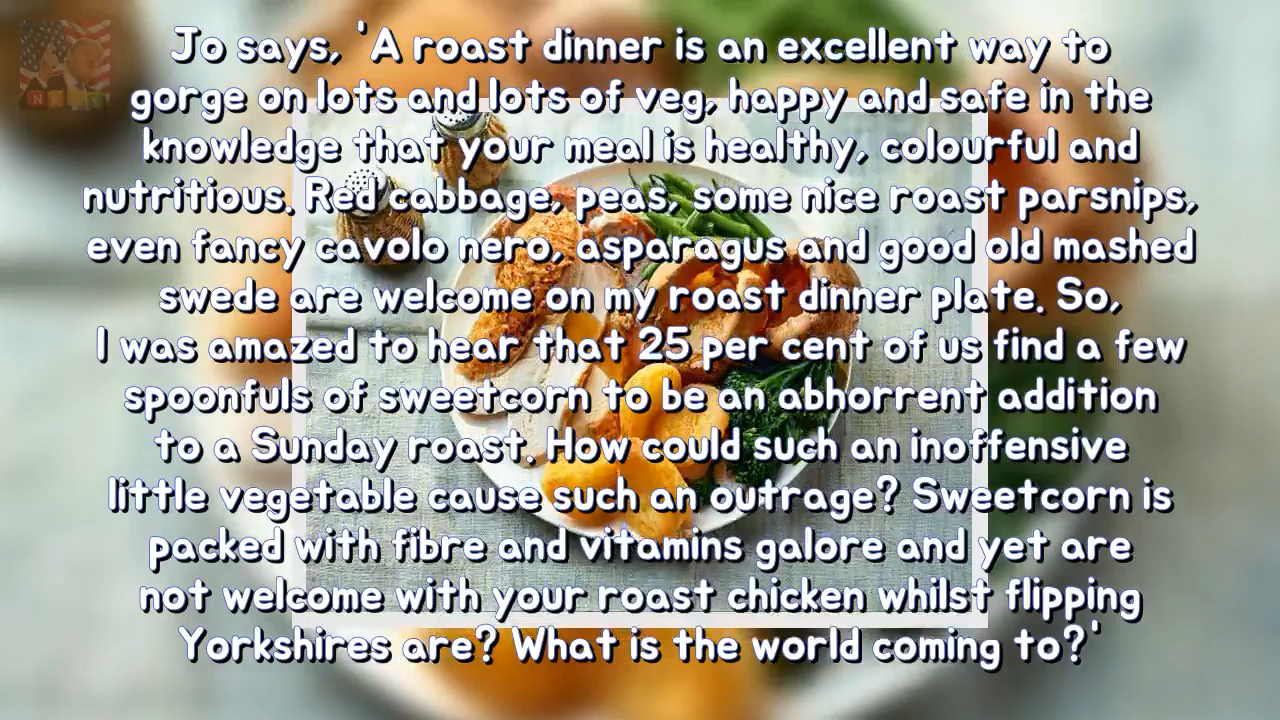 Jo says, 'A roast dinner is an excellent way to
gorge on lots and lots of veg, happy and safe in the
knowledge that your meal is healthy, colourful and
nutritious. Red cabbage, peas, some nice roast parsnips,
even fancy cavolo nero, asparagus and good old mashed
swede are welcome on my roast dinner plate. So,
I was amazed to hear that 25 per cent of us find a few
spoonfuls of sweetcorn to be an abhorrent addition
to a Sunday roast. How could such an inoffensive
little vegetable cause such an outrage? Sweetcorn is
packed with fibre and vitamins galore and yet are
not welcome with your roast chicken whilst flipping
Yorkshires are? What is the world coming to?'